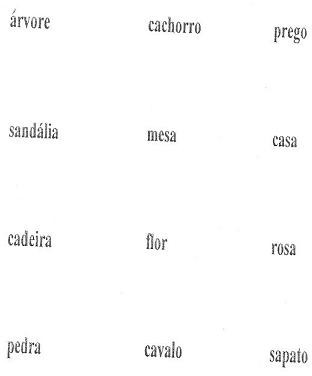 árvore cachorro prego
sandália mesa casa
cadeira flor rosa
pedra cavalo sapato